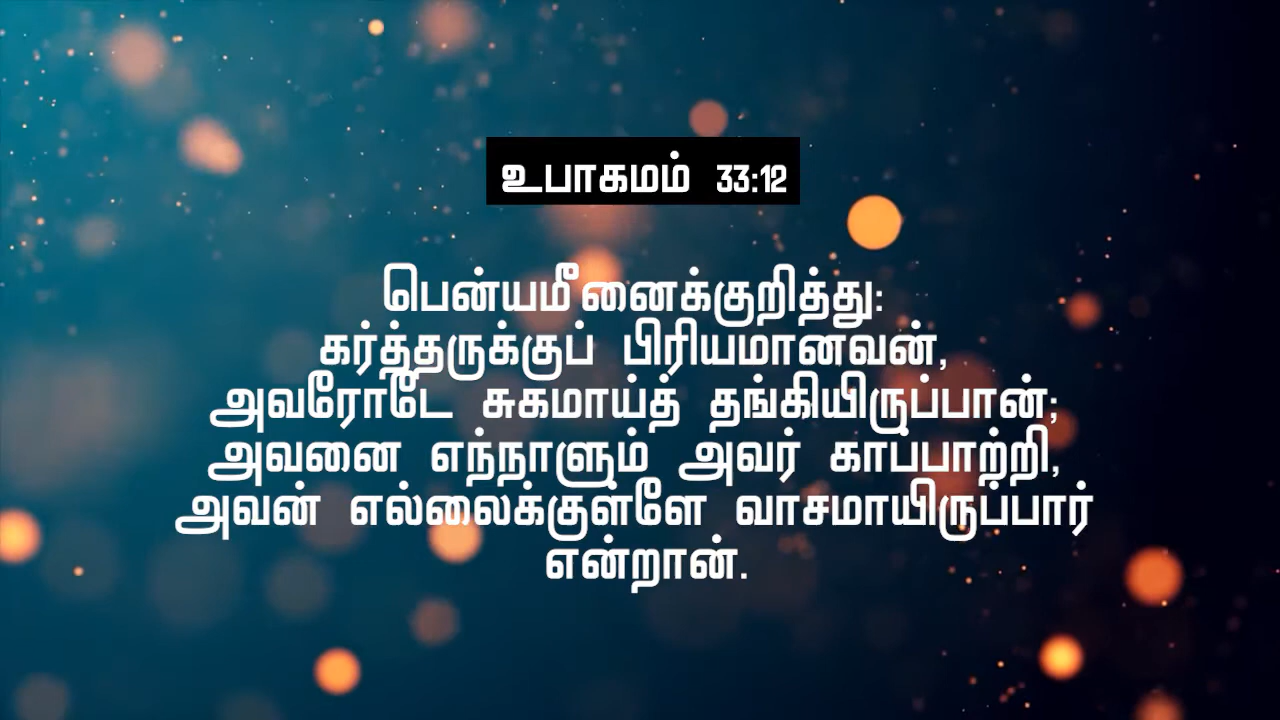 உபாகமம் 33:12
பென்யமீனைக்குறித்து:
கர்த்தருக்குப் பிரியமானவன்,
அவரோடே சுகமாய்த் தங்கியிருப்பான்;
அவனை எந்நாளும் அவர் காப்பாற்றி,
அவன் எல்லைக்குள்ளே வாசமாயிருப்பார்
என்றான்.